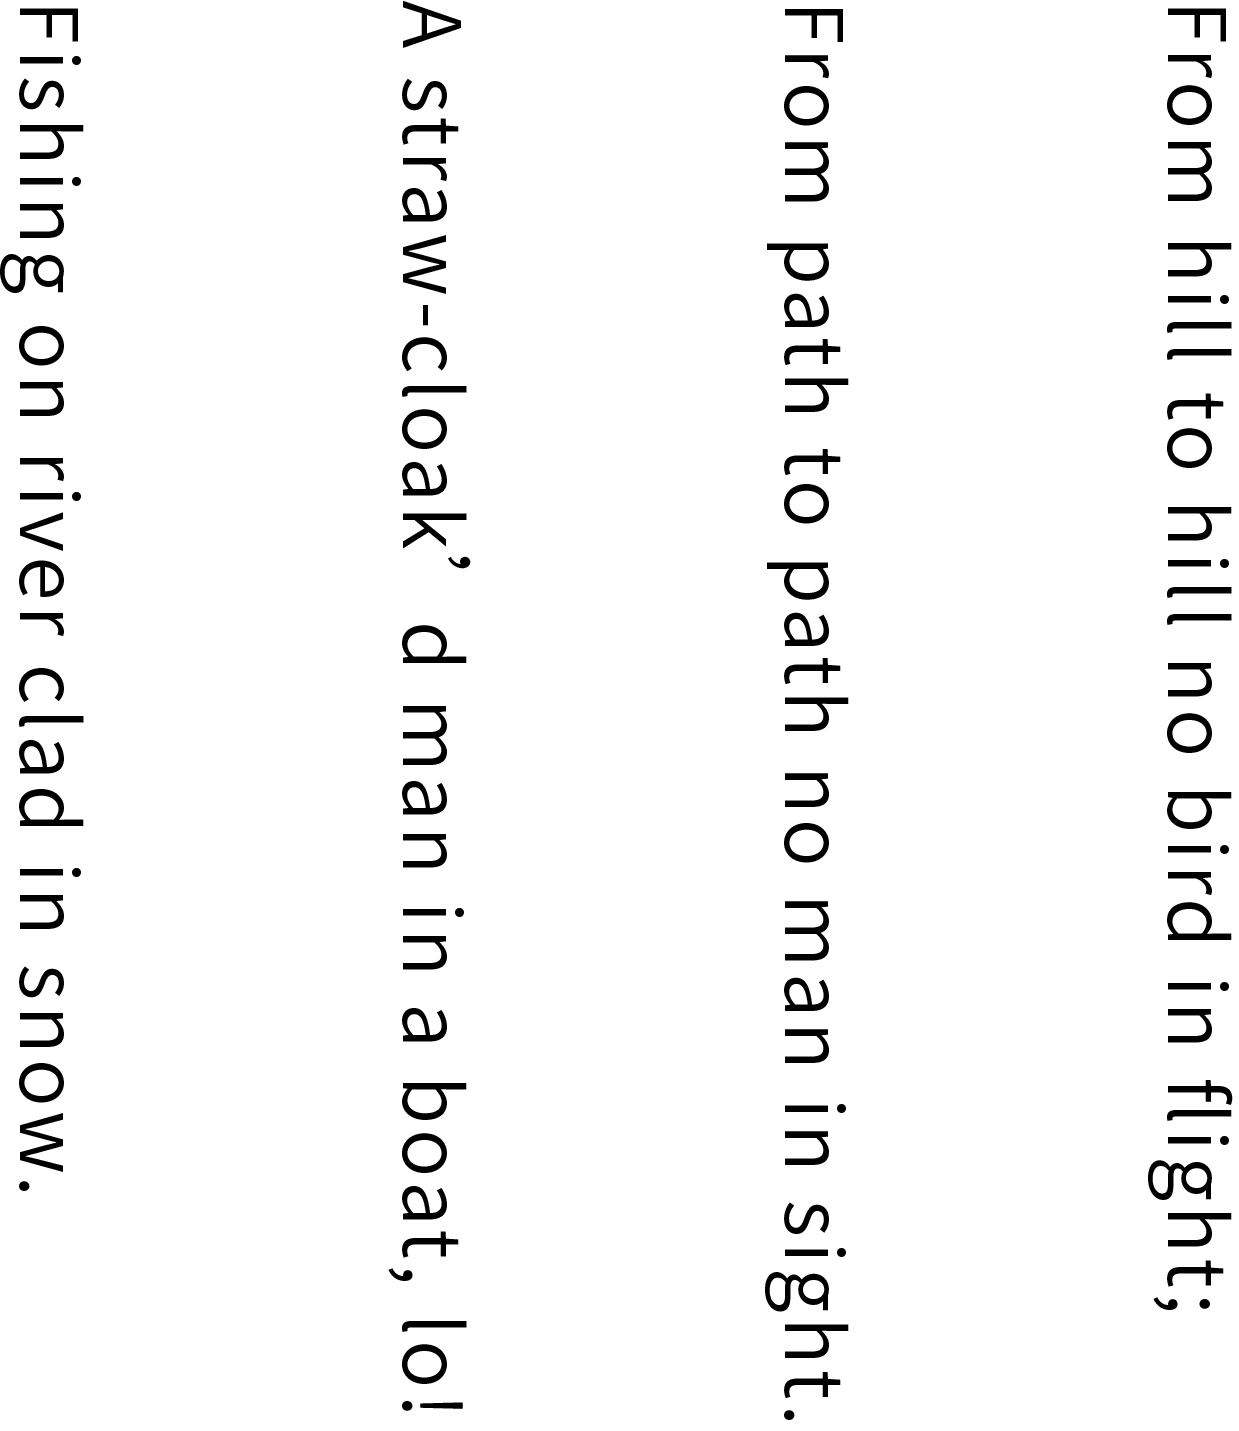 From hill to hill no bird in flight;
From path to path no man in sight.
A straw-cloak’ d man in a boat, lo!
Fishing on river clad in snow.